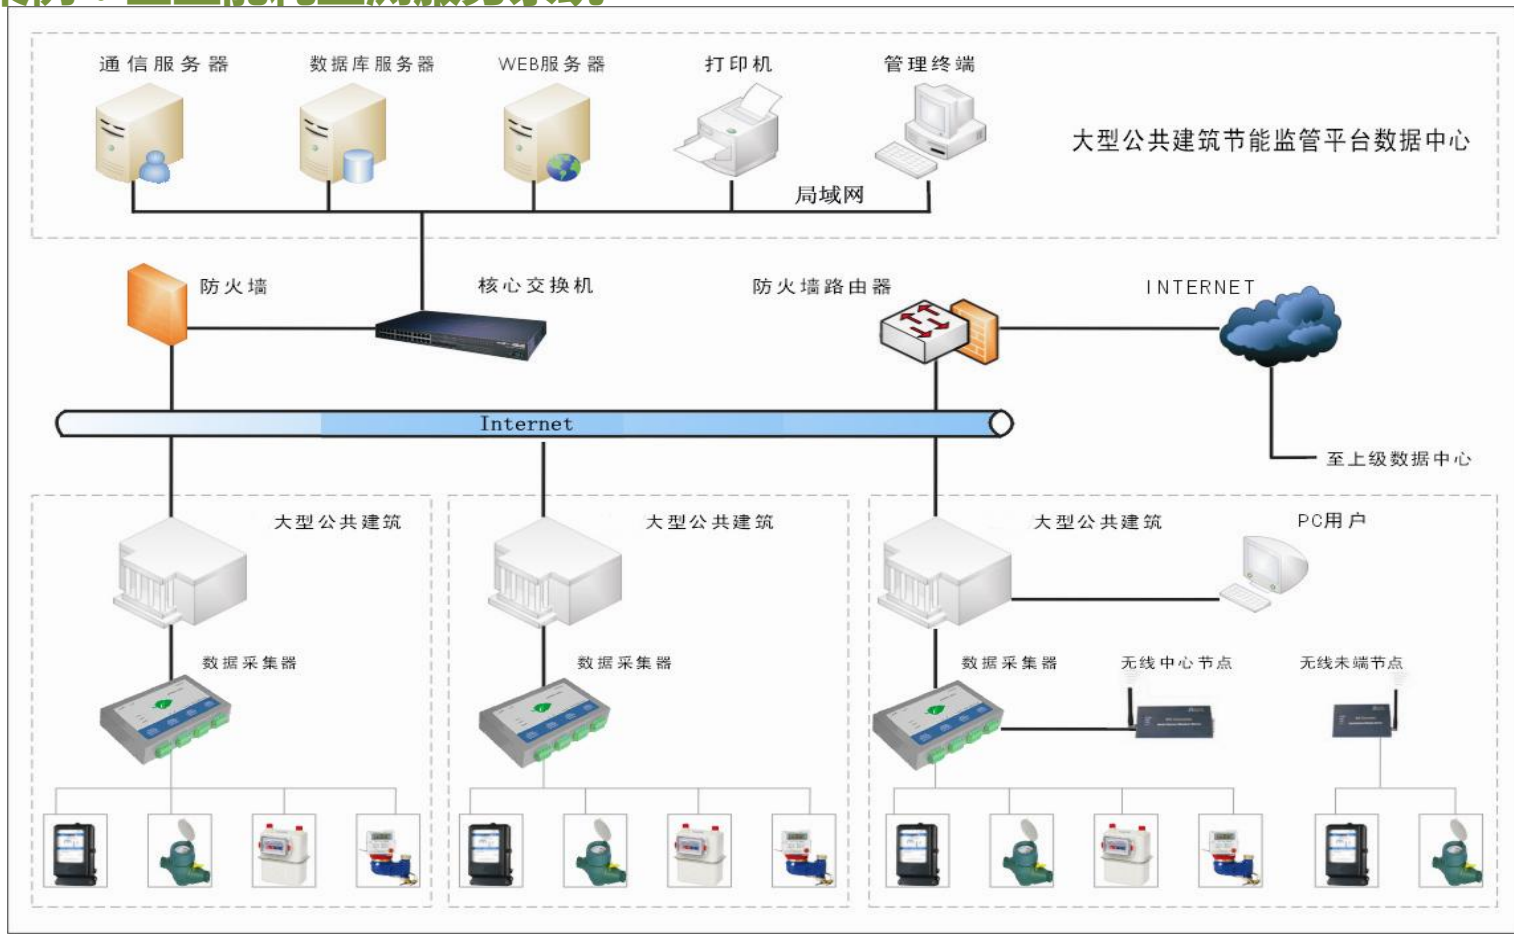 通信服务器
数据库服务器
WEB服务器
打印机
管理终端
大型公共建筑节能监管平台数据中心
局域网
防火墙
核心交换机
防火墙路由器
INTERNET
Internet
至上级数据中心
大型公共建筑
大型公共建筑
大型公共建筑
PC用户
数据采集器
数据采集器
数据采集器
无线中心节点
无线末端节点